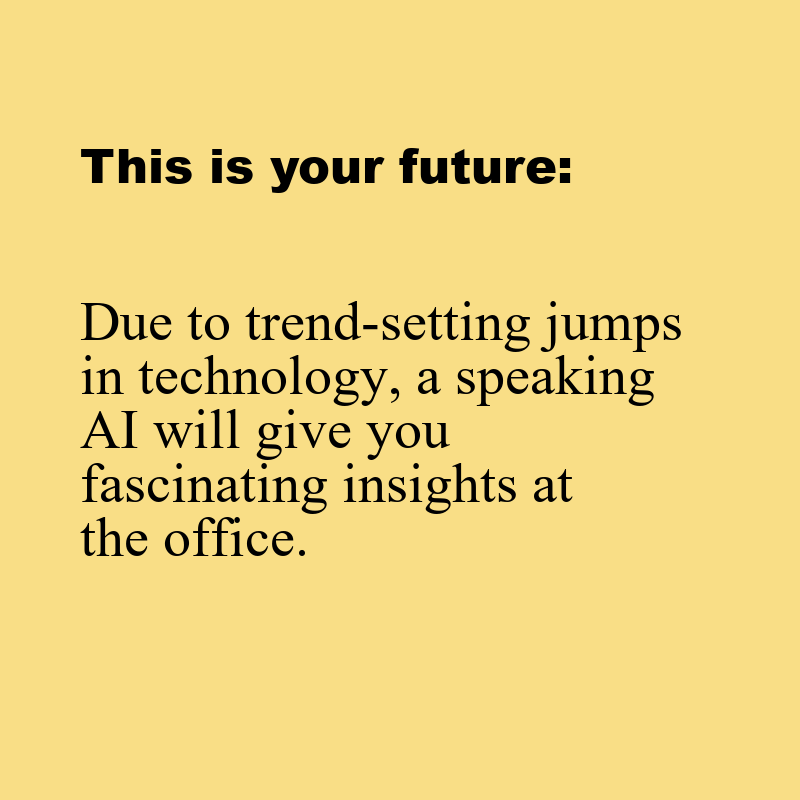 This is your future:
Due to trend-setting jumps
in technology, a speaking
AI will give you
fascinating insights at
the office.